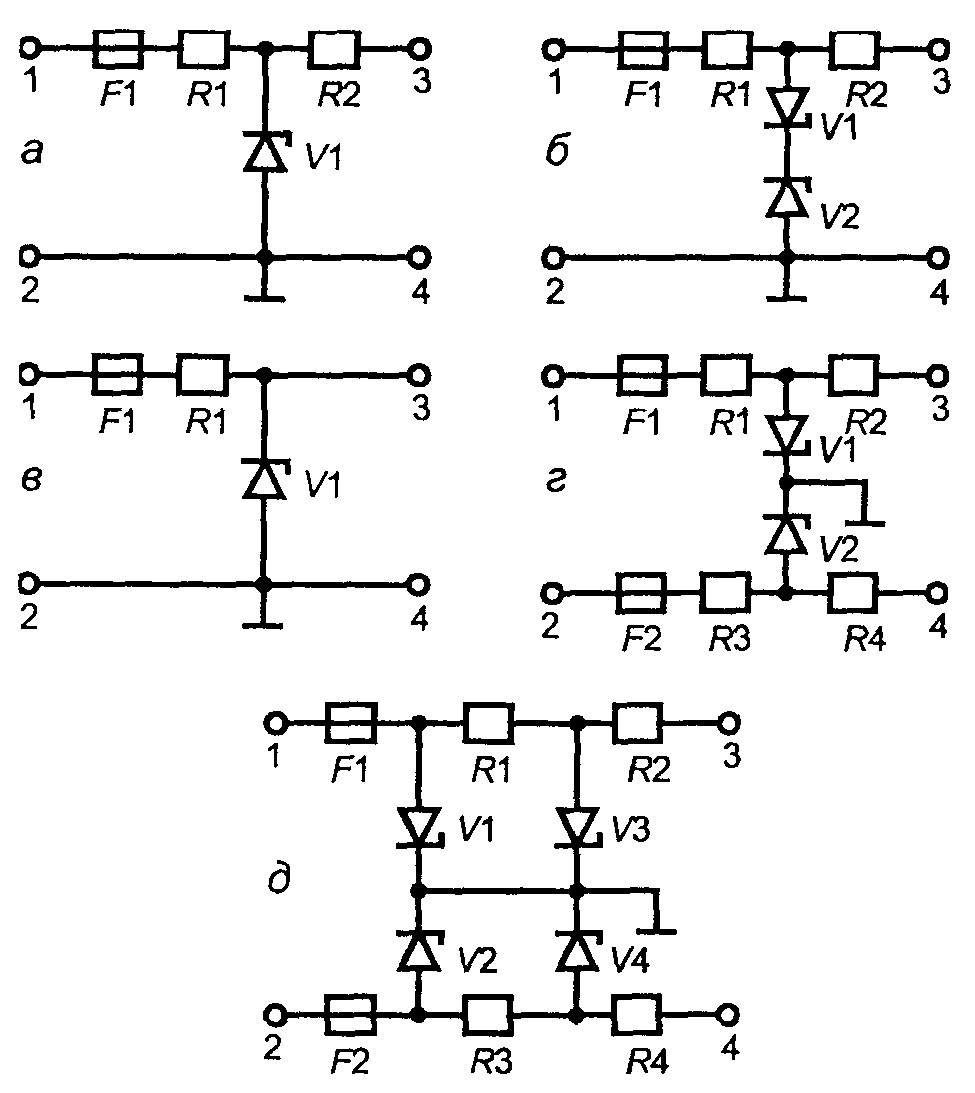 1 F1 R1 R2 3
а V1
2 4
1 F1 R1 R2 3
б V1
V2
2 4
1 F1 R1 3
в V1
2 4
1 F1 R1 R2 3
V1
г
V2
2 F2 R3 R4 4
1 F1 R1 R2 3
V1 V3
д
V2 V4
2 F2 R3 R4 4